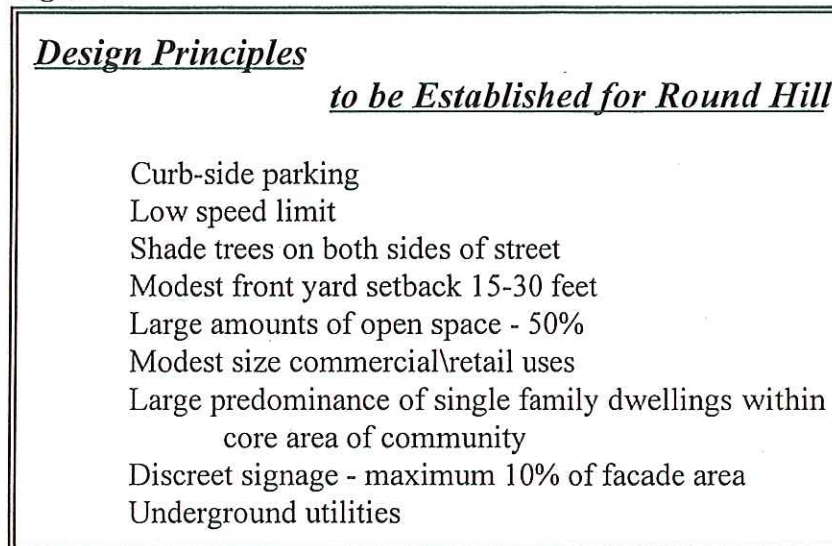 Design Principles
to be Established for Round Hill
Curb-side parking
Low speed limit
Shade trees on both sides of street
Modest front yard setback 15-30 feet
Large amounts of open space - 50%
Modest size commercial\retail uses
Large predominance of single family dwellings within
core area of community
Discreet signage - maximum 10% of facade area
Underground utilities